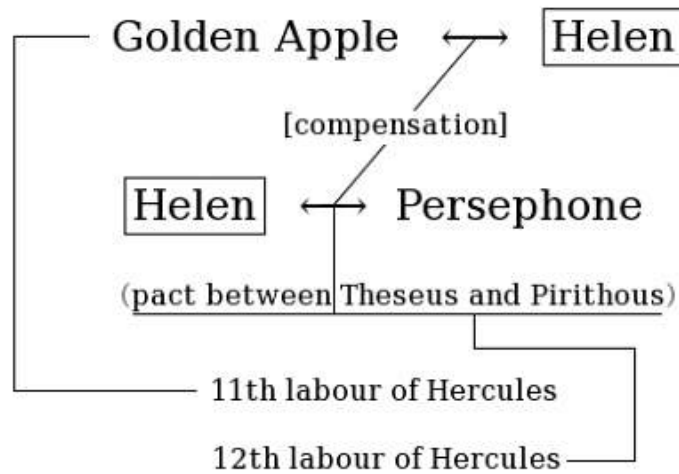 Golden Apple ↔ Helen
[compensation]
Helen ↔ Persephone
(pact between Theseus and Pirithous)
11th labour of Hercules
12th labour of Hercules